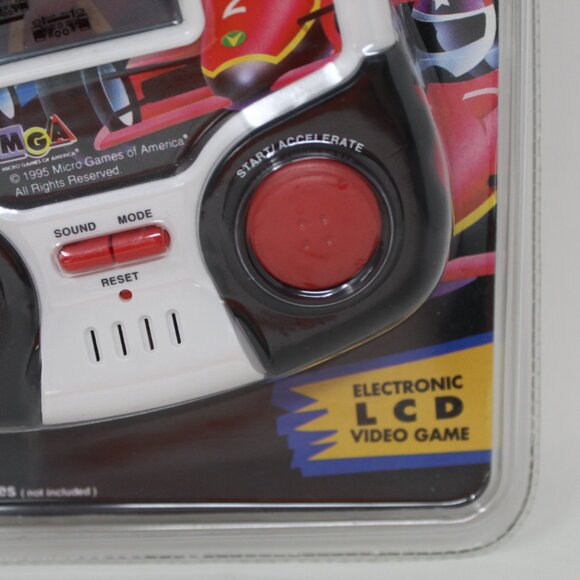 2
MGA
MICRO GAMES OF AMERICA
© 1995 Micro Games of America®
All Rights Reserved.
START/ACCELERATE
SOUND MODE
RESET
ELECTRONIC
LCD
VIDEO GAME
(not included)